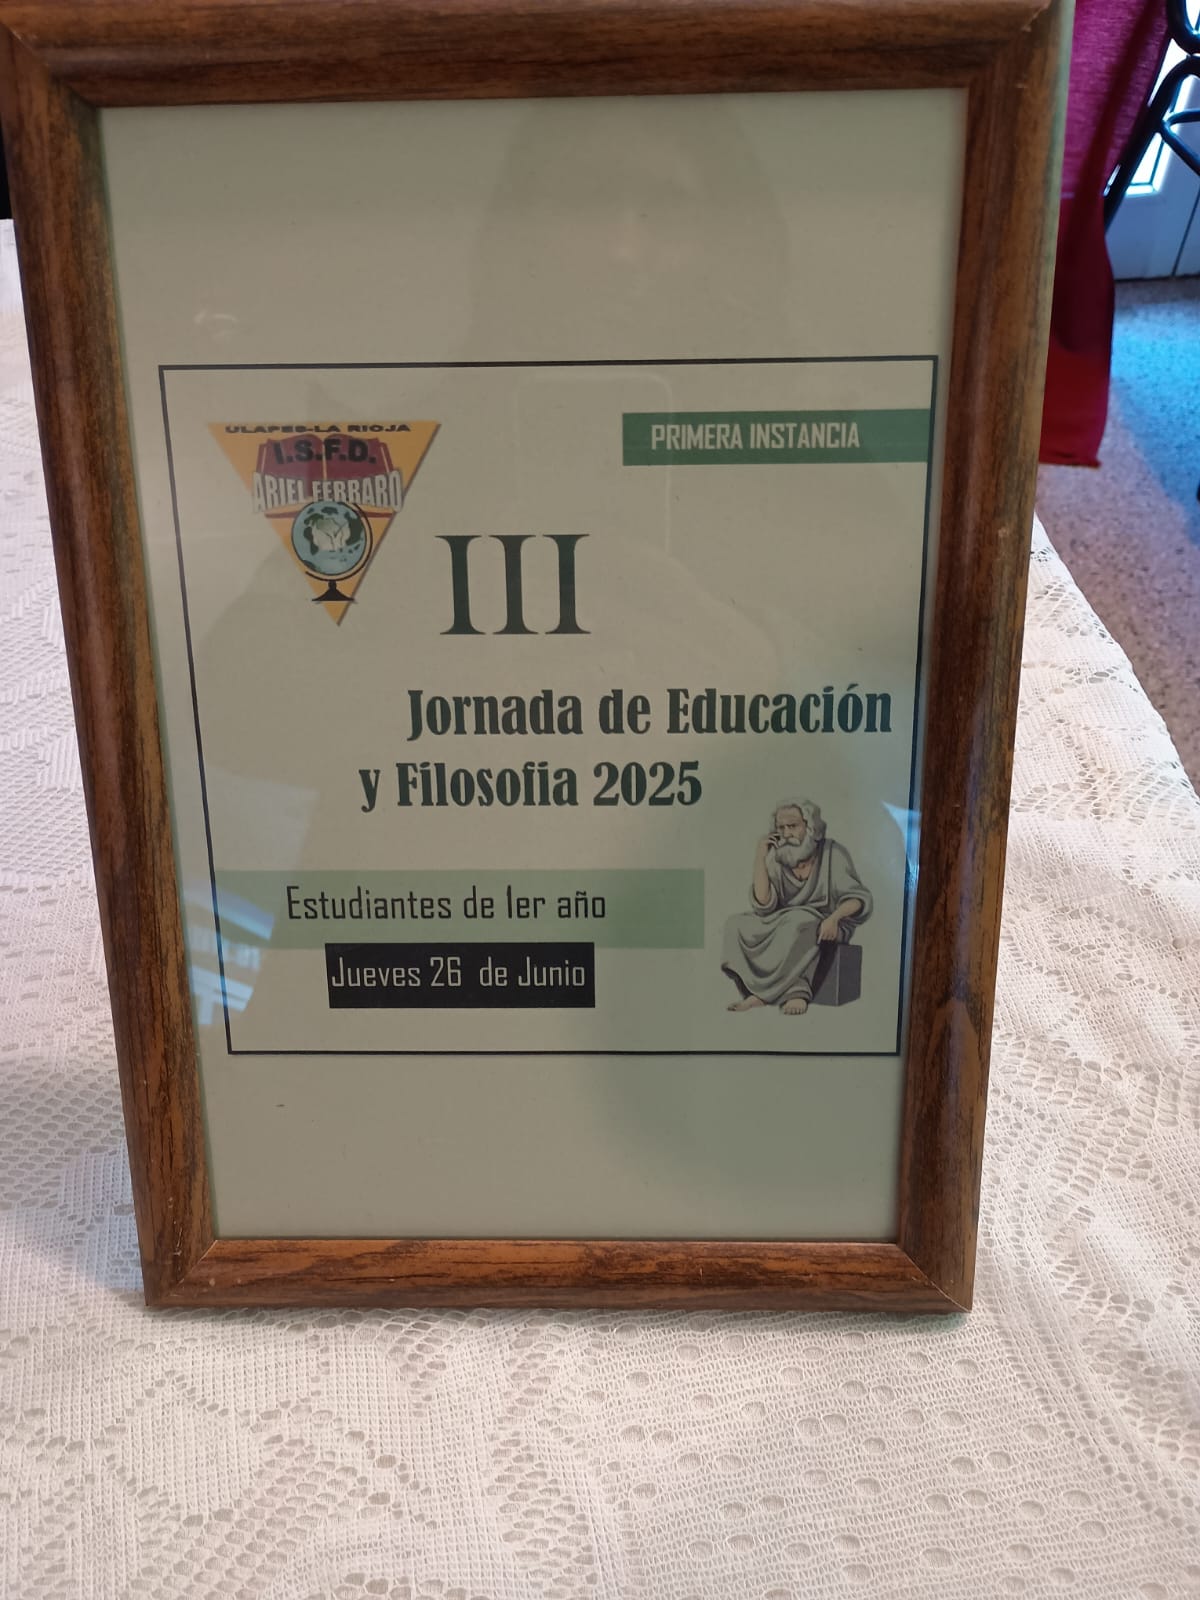 ULAPES-LA RIOJA
I.S.F.D.
ARIEL FERRARO
PRIMERA INSTANCIA
III
Jornada de Educación
y Filosofia 2025
Estudiantes de 1er año
Jueves 26 de Junio